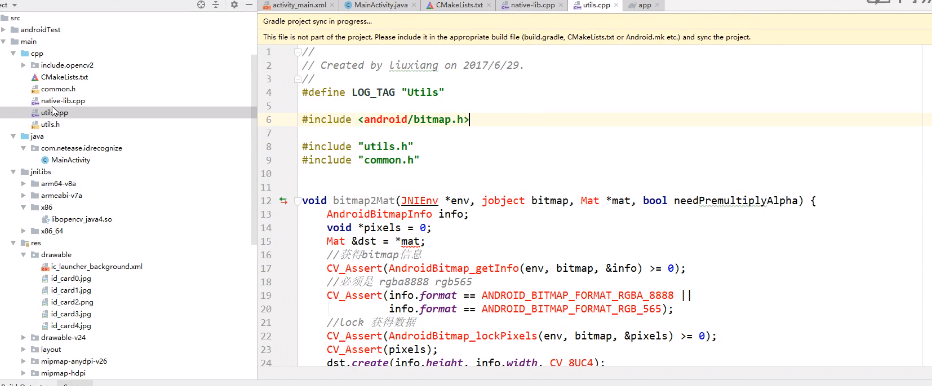 ect
activity_main.xml MainActivity.java CMakeLists.txt native-lib.cpp utils.cpp app
src
androidTest
main
cpp
include.opencv2
CMakeLists.txt
common.h
native-lib.cpp
utils.cpp
utils.h
java
com.netease.idrecognize
MainActivity
jniLibs
arm64-v8a
armeabi-v7a
x86
libopencv_java4.so
x86_64
res
drawable
ic_launcher_background.xml
id_card0.jpg
id_card1.jpg
id_card2.png
id_card3.jpg
id_card4.jpg
drawable-v24
layout
mipmap-anydpi-v26
mipmap-hdpi
Gradle project sync in progress...
This file is not part of the project. Please include it in the appropriate build file (build.gradle, CMakeLists.txt or Android.mk etc.) and sync the project.
1 //
2 // Created by Liuxiang on 2017/6/29.
3 //
4 #define LOG_TAG "Utils"
5
6 #include <android/bitmap.h>
7
8 #include "utils.h"
9 #include "common.h"
10
11
12 void bitmap2Mat(JNIEnv *env, jobject bitmap, Mat *mat, bool needPremultiplyAlpha) {
13 AndroidBitmapInfo info;
14 void *pixels = 0;
15 Mat &dst = *mat;
16 //获得bitmap信息
17 CV_Assert(AndroidBitmap_getInfo(env, bitmap, &info) >= 0);
18 //必须是 rgba8888 rgb565
19 CV_Assert(info.format == ANDROID_BITMAP_FORMAT_RGBA_8888 ||
20 info.format == ANDROID_BITMAP_FORMAT_RGB_565);
21 //lock 获得数据
22 CV_Assert(AndroidBitmap_lockPixels(env, bitmap, &pixels) >= 0);
23 CV_Assert(pixels);
24 dst.create(info.height, info.width, CV_8UC4);